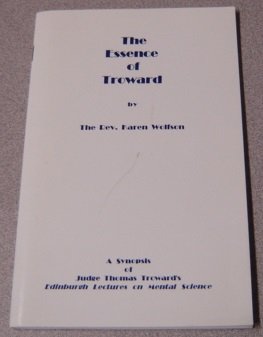 The
Essence
of
Troward
by
The Rev. Karen Wolfson
A Synopsis
of
Judge Thomas Troward's
Edinburgh Lectures on Mental Science